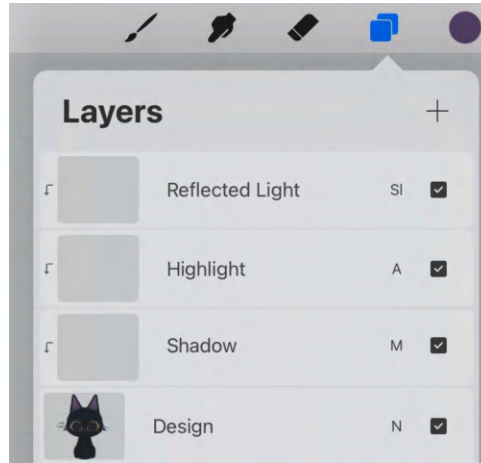 Layers
Reflected Light SI
Highlight A
Shadow M
Design N